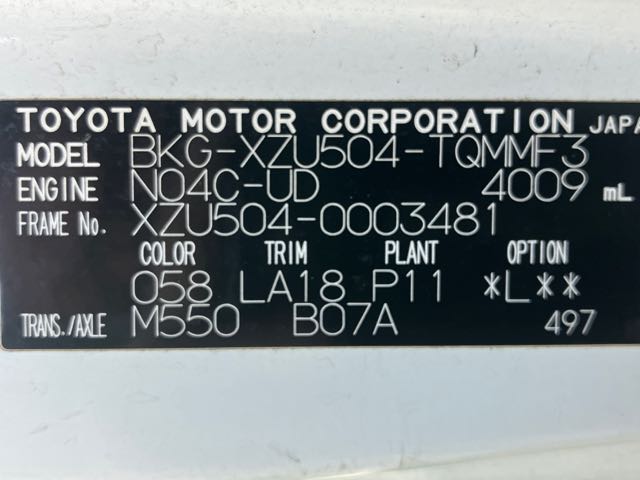 TOYOTA MOTOR CORPORATION JAPA
MODEL BKG-XZU504-TQMMF3
ENGINE N04C-UD 4009 mL
FRAME No. XZU504-0003481
COLOR TRIM PLANT OPTION
058 LA18 P11 *L**
TRANS./AXLE M550 B07A 497